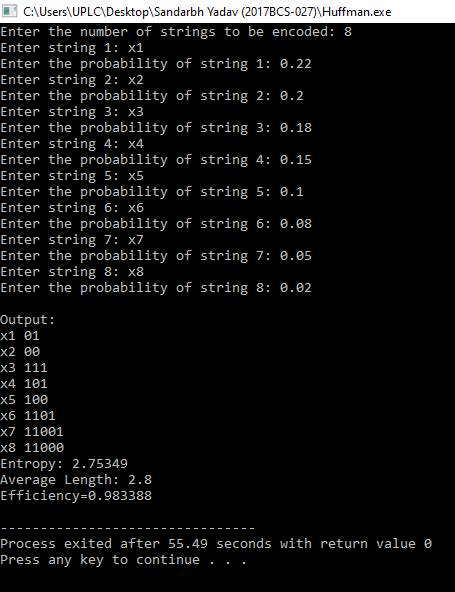 C:\Users\UPLC\Desktop\Sandarbh Yadav (2017BCS-027)\Huffman.exe
Enter the number of strings to be encoded: 8
Enter string 1: x1
Enter the probability of string 1: 0.22
Enter string 2: x2
Enter the probability of string 2: 0.2
Enter string 3: x3
Enter the probability of string 3: 0.18
Enter string 4: x4
Enter the probability of string 4: 0.15
Enter string 5: x5
Enter the probability of string 5: 0.1
Enter string 6: x6
Enter the probability of string 6: 0.08
Enter string 7: x7
Enter the probability of string 7: 0.05
Enter string 8: x8
Enter the probability of string 8: 0.02

Output:
x1 01
x2 00
x3 111
x4 101
x5 100
x6 1101
x7 11001
x8 11000
Entropy: 2.75349
Average Length: 2.8
Efficiency=0.983388

--------------------------------
Process exited after 55.49 seconds with return value 0
Press any key to continue . . .